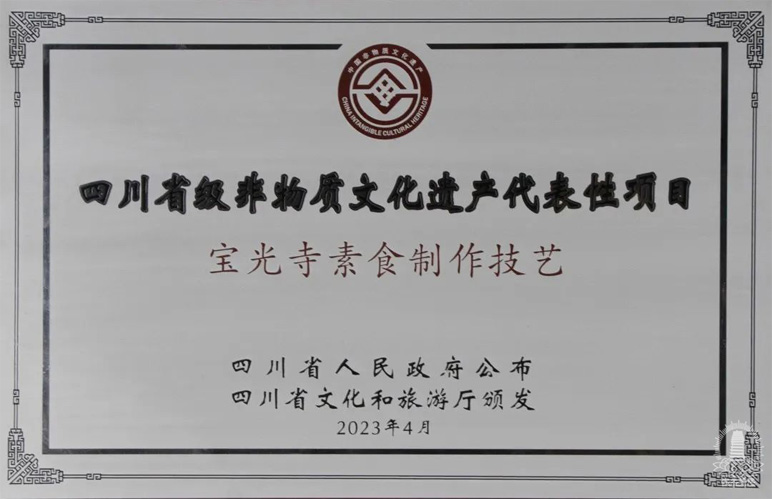 中国非物质文化遗产
CHINA INTANGIBLE CULTURAL HERITAGE
四川省级非物质文化遗产代表性项目
宝光寺素食制作技艺
四川省人民政府公布
四川省文化和旅游厅颁发
2023年4月